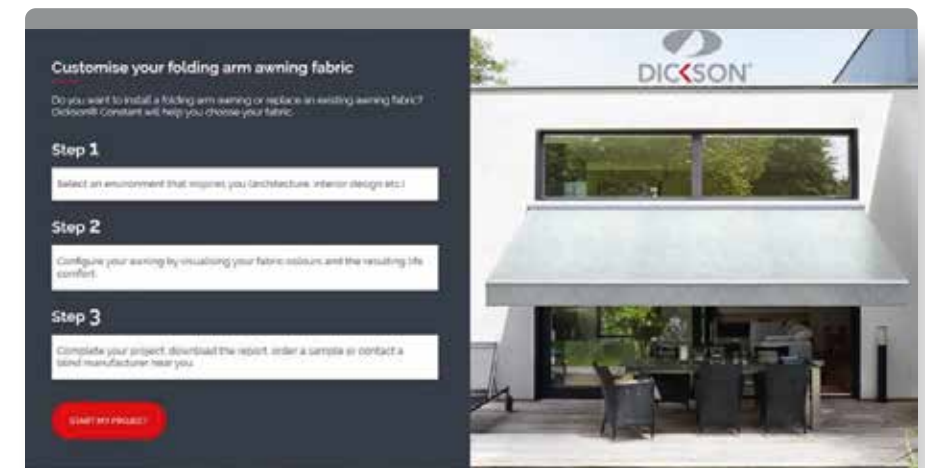 Customise your folding arm awning fabric
Do you want to install a folding arm awning or replace an existing awning fabric?
Dickson® Constant will help you choose your fabric.
Step 1
Select an environment that inspires you (architecture, interior design etc.)
Step 2
Configure your awning by visualising your fabric colours and the resulting life
comfort.
Step 3
Complete your project, download the report, order a sample or contact a
blind manufacturer near you.
START MY PROJECT
DICKSON®